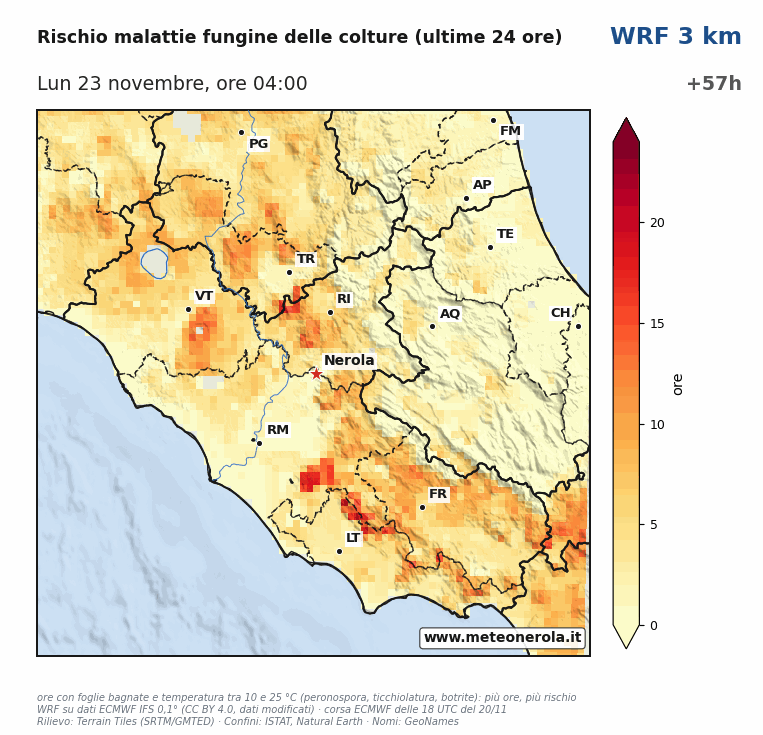 Rischio malattie fungine delle colture (ultime 24 ore)
WRF 3 km
Lun 23 novembre, ore 04:00
+57h
FM
PG
AP
TE
TR
VT
RI
AQ
CH
Nerola
RM
FR
LT
www.meteonerola.it
20
15
10
5
0
ore
ore con foglie bagnate e temperatura tra 10 e 25 °C (peronospora, ticchiolatura, botrite): più ore, più rischio
WRF su dati ECMWF IFS 0,1° (CC BY 4.0, dati modificati) · corsa ECMWF delle 18 UTC del 20/11
Rilievo: Terrain Tiles (SRTM/GMTED) · Confini: ISTAT, Natural Earth · Nomi: GeoNames